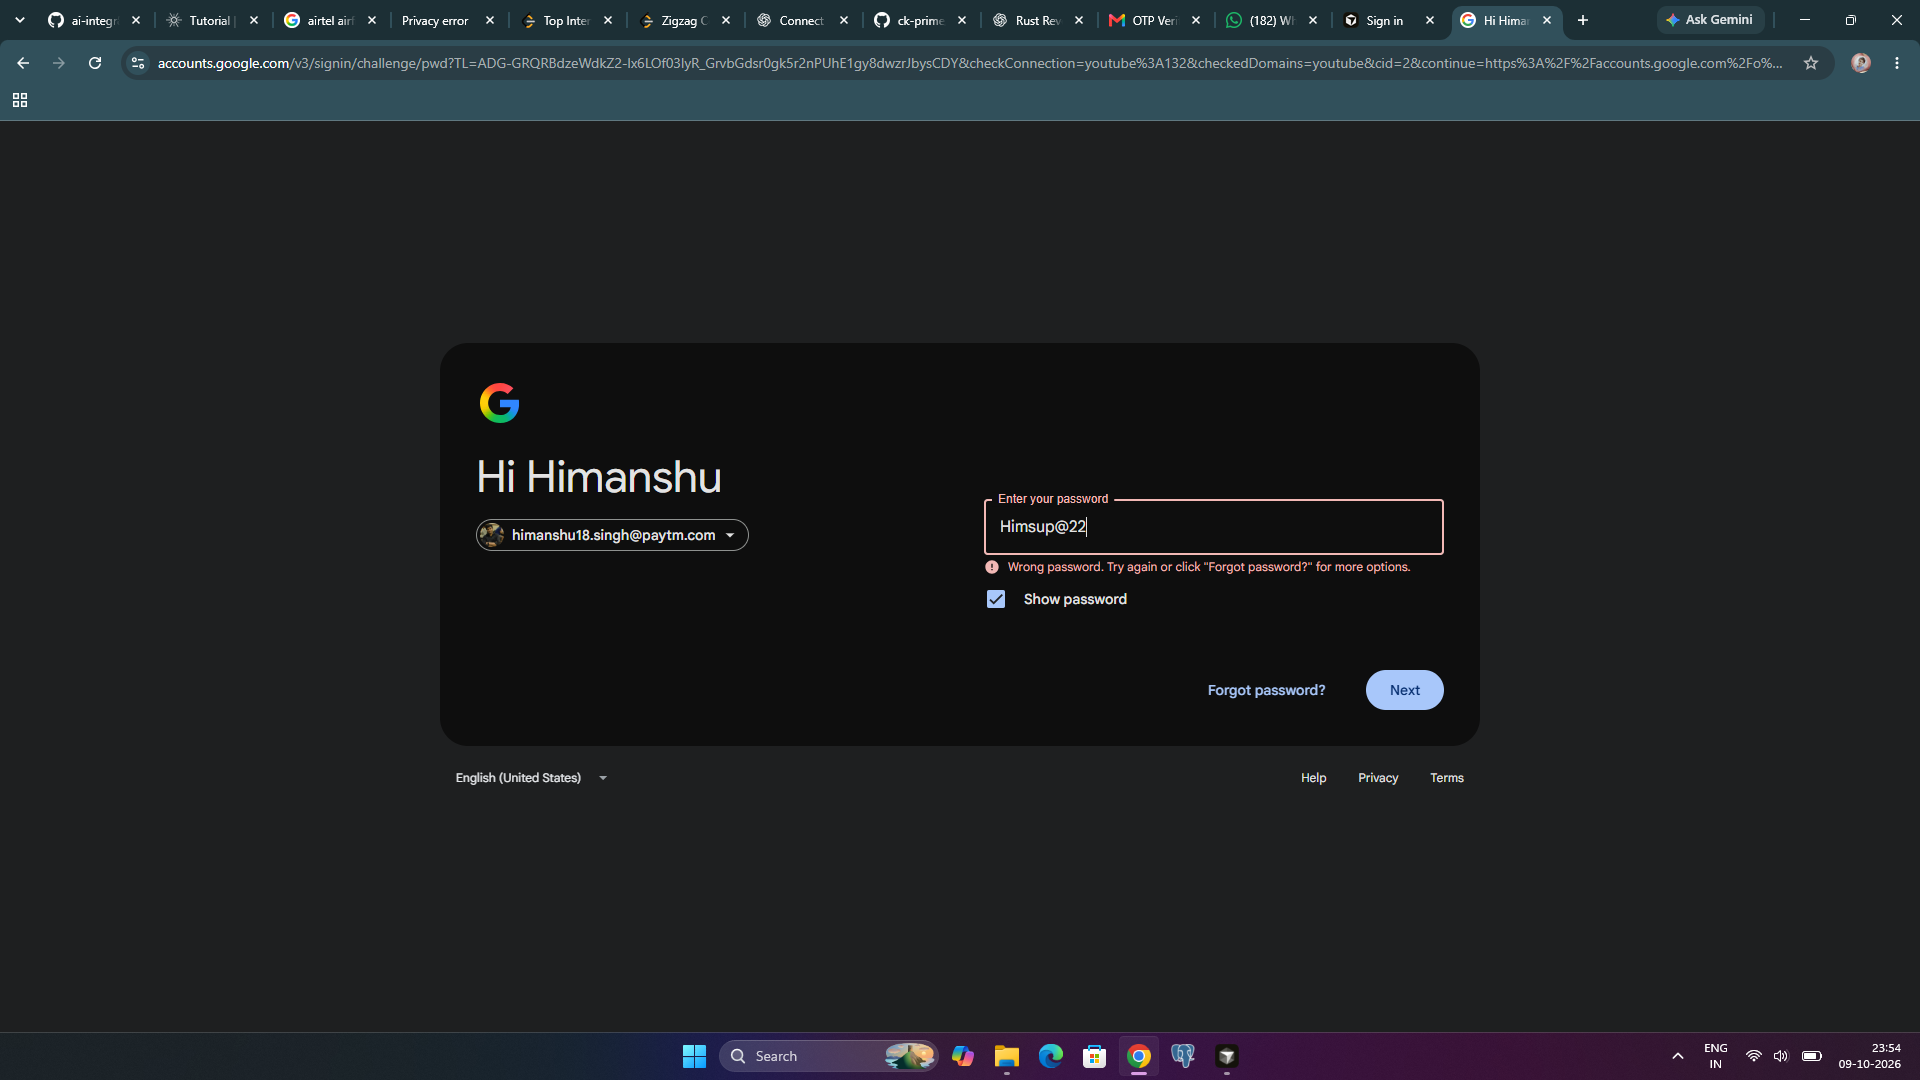 ai-integr
Tutorial
airtel airf
Privacy error
Top Inter
Zigzag C
Connect
ck-prime
Rust Rev
OTP Veri
(182) Wh
Sign in
Hi Himan
Ask Gemini
accounts.google.com/v3/signin/challenge/pwd?TL=ADG-GRQRBdzeWdkZ2-Ix6LOf03lyR_GrvbGdsr0gk5r2nPUhE1gy8dwzrJbysCDY&checkConnection=youtube%3A132&checkedDomains=youtube&cid=2&continue=https%3A%2F%2Faccounts.google.com%2Fo%...
Hi Himanshu
himanshu18.singh@paytm.com
Enter your password
Himsup@22
Wrong password. Try again or click "Forgot password?" for more options.
Show password
Forgot password?
Next
English (United States)
Help
Privacy
Terms
Search
ENG
IN
23:54
09-10-2026